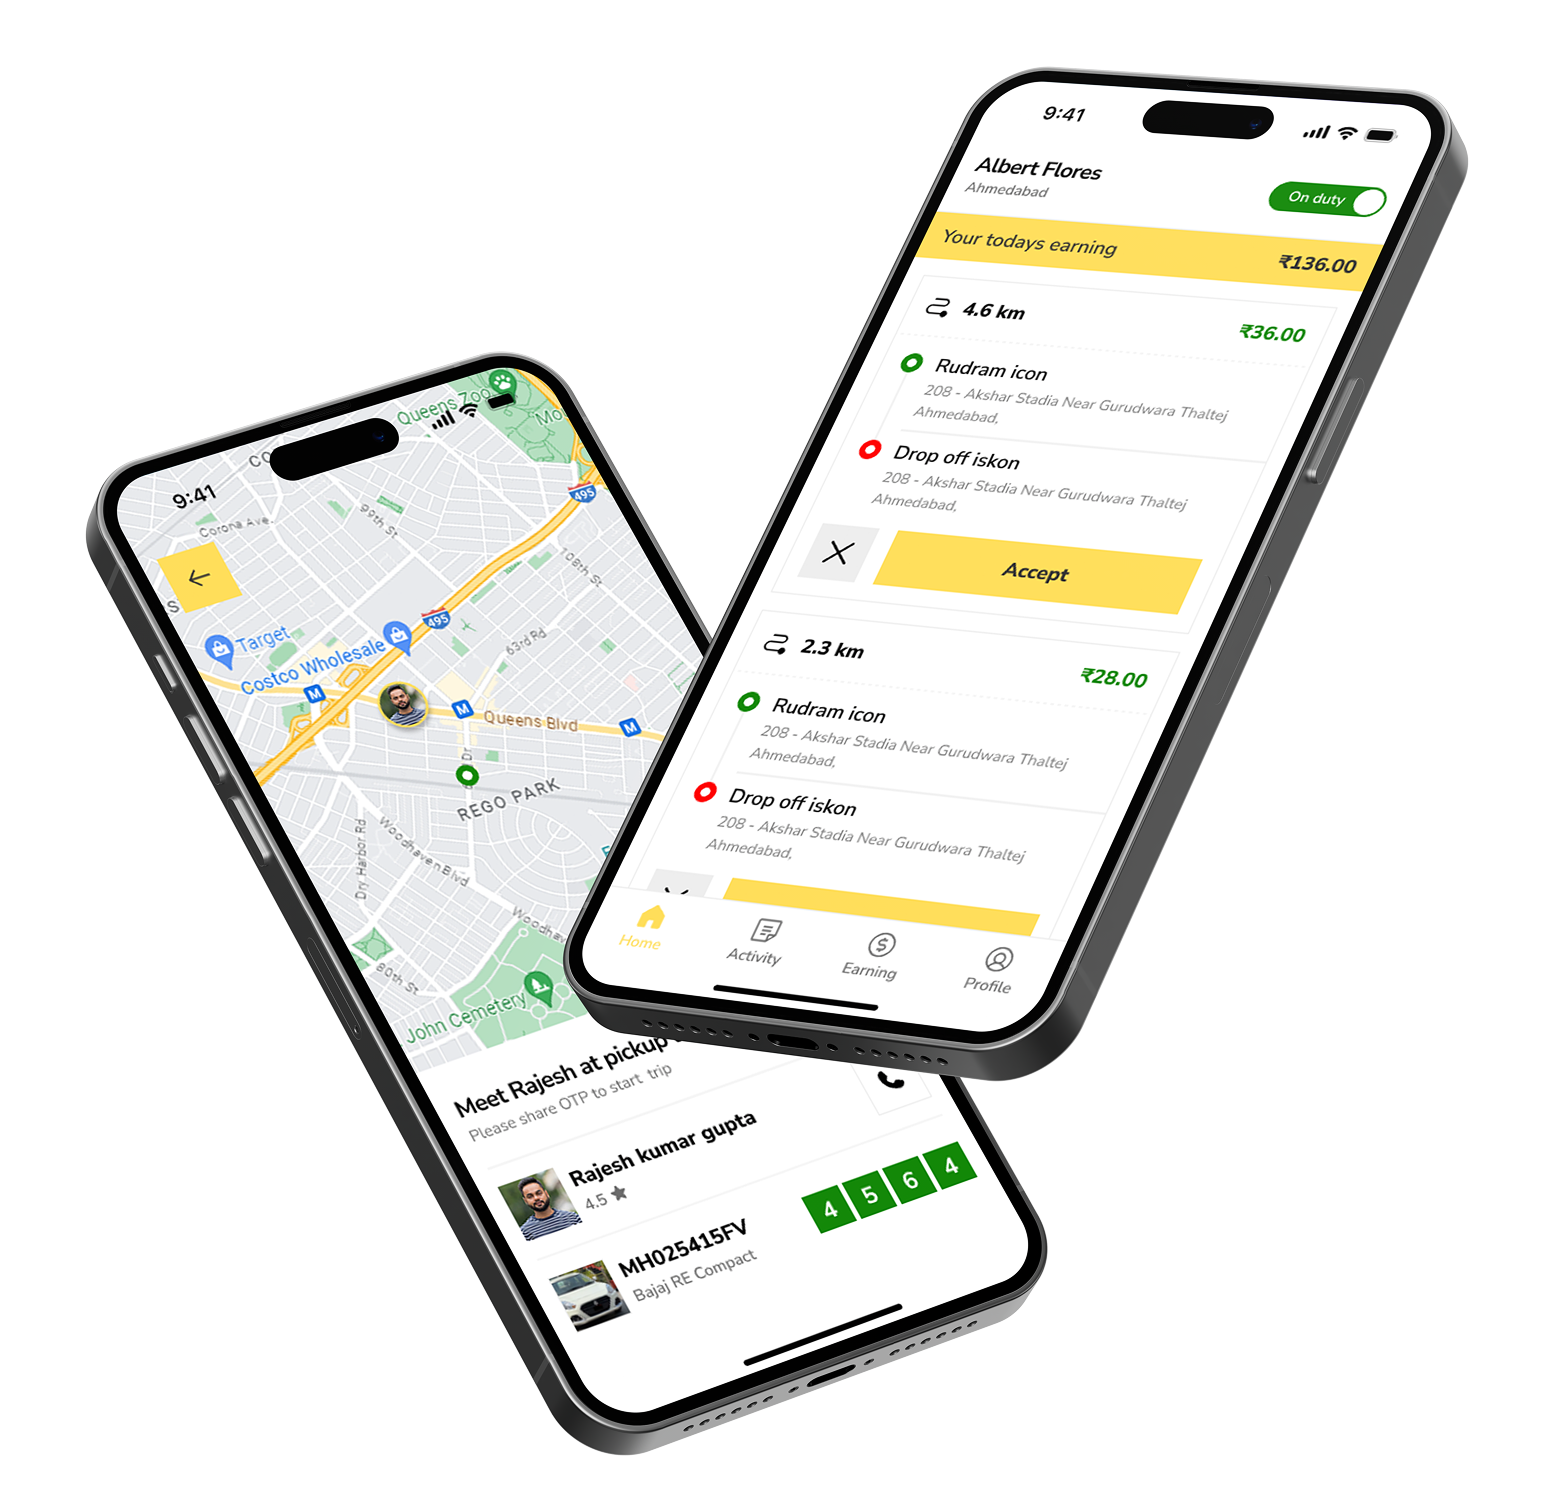 9:41
Albert Flores
Ahmedabad
On duty
Your todays earning
₹136.00
4.6 km
₹36.00
Rudram icon
208 - Akshar Stadia Near Gurudwara Thaltej
Ahmedabad,
Drop off iskon
208 - Akshar Stadia Near Gurudwara Thaltej
Ahmedabad,
Accept
2.3 km
₹28.00
Rudram icon
208 - Akshar Stadia Near Gurudwara Thaltej
Ahmedabad,
Drop off iskon
208 - Akshar Stadia Near Gurudwara Thaltej
Ahmedabad,
Home
Activity
Earning
Profile
9:41
Queens Zoo
Corona Ave.
99th St
495
108th St
Target
Costco Wholesale
495
63rd Rd
M
M
Queens Blvd
M
Dr
REGO PARK
Dry Harbor Rd
Woodhaven Blvd
80th St
John Cemetery
Meet Rajesh at pickup
Please share OTP to start trip
Rajesh kumar gupta
4.5
MH025415FV
Bajaj RE Compact
4 5 6 4